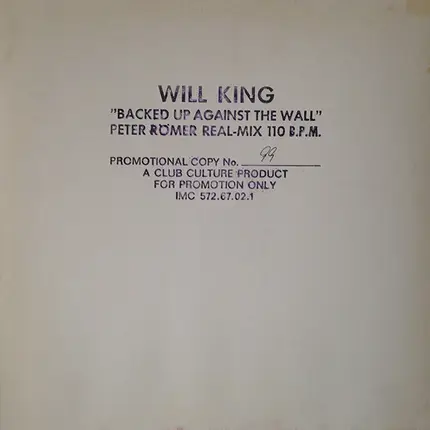 WILL KING
"BACKED UP AGAINST THE WALL"
PETER RÖMER REAL-MIX 110 B.P.M.
PROMOTIONAL COPY No. 99
A CLUB CULTURE PRODUCT
FOR PROMOTION ONLY
IMC 572.67.02.1